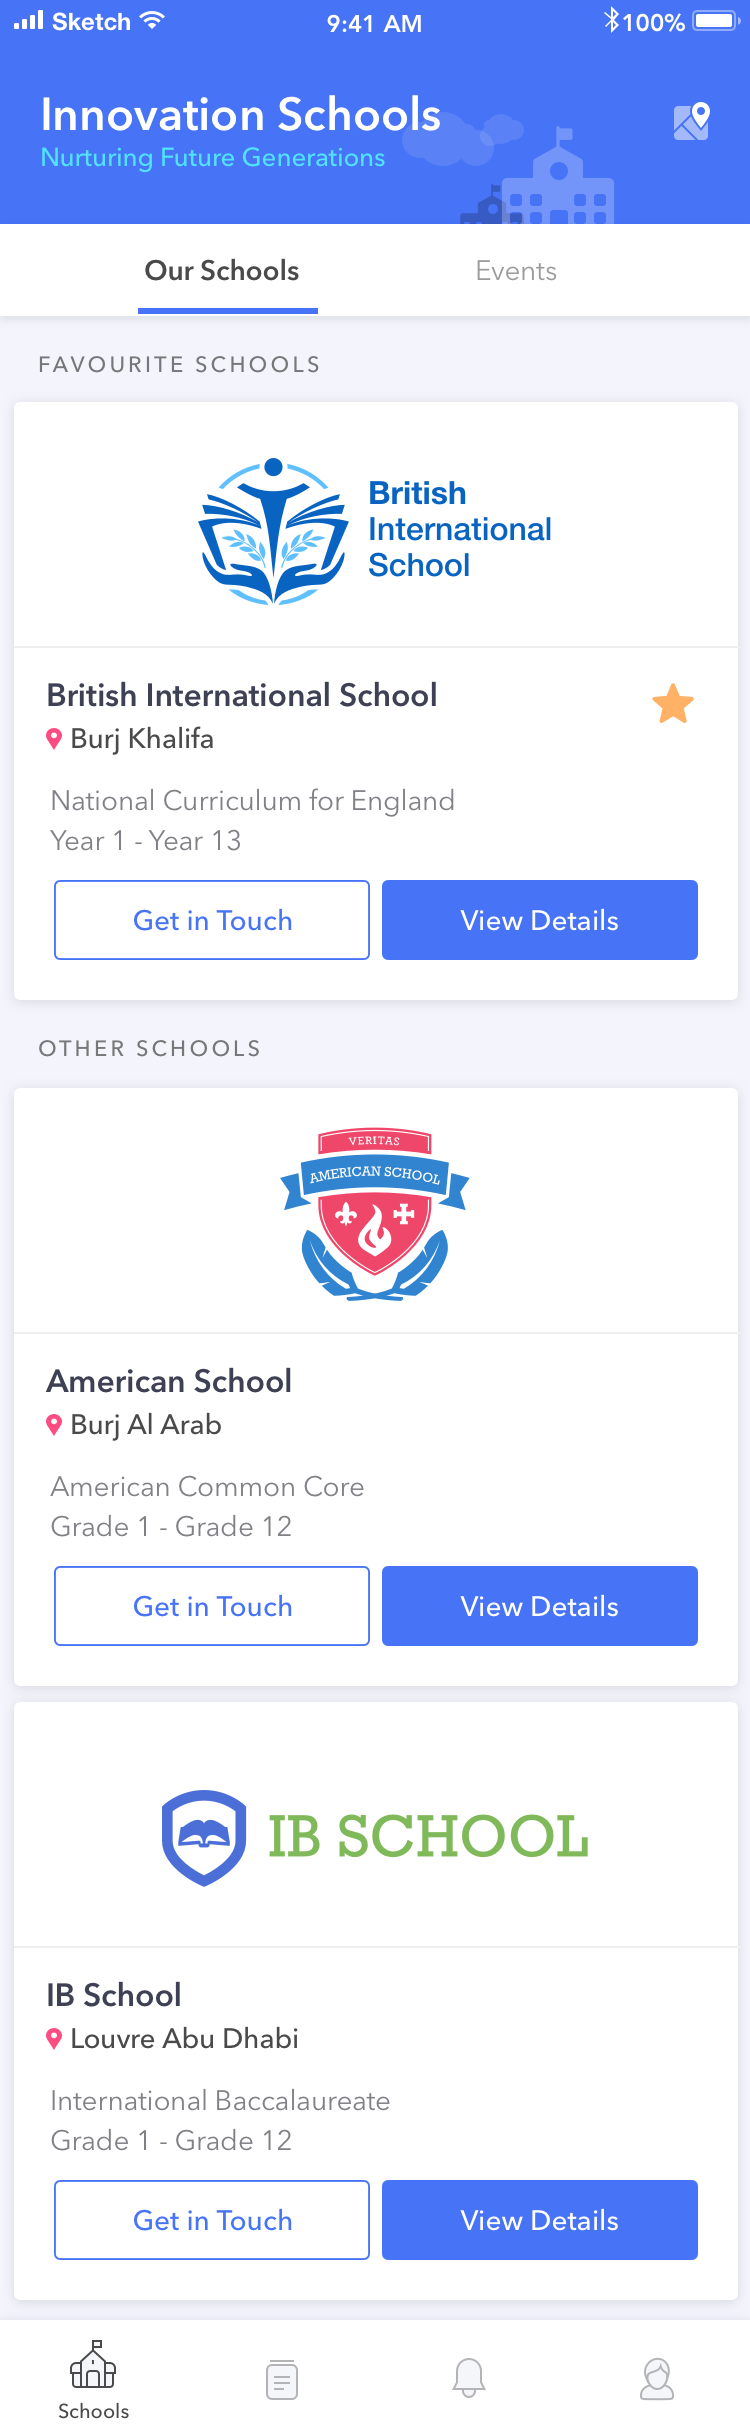 Sketch 9:41 AM 100%
Innovation Schools
Nurturing Future Generations
Our Schools Events
FAVOURITE SCHOOLS
British
International
School
British International School
Burj Khalifa
National Curriculum for England
Year 1 - Year 13
Get in Touch View Details
OTHER SCHOOLS
VERITAS
AMERICAN SCHOOL
American School
Burj Al Arab
American Common Core
Grade 1 - Grade 12
Get in Touch View Details
IB SCHOOL
IB School
Louvre Abu Dhabi
International Baccalaureate
Grade 1 - Grade 12
Get in Touch View Details
Schools